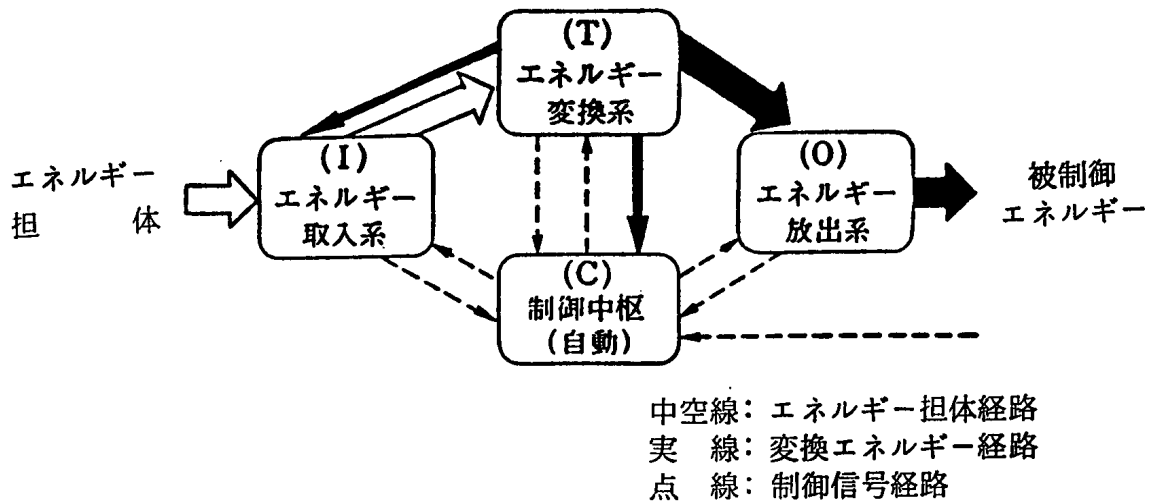 (T)
エネルギー
変換系
エネルギー
担 体
(I)
エネルギー
取入系
(O)
エネルギー
放出系
被制御
エネルギー
(C)
制御中枢
(自動)
中空線: エネルギー担体経路
実 線: 変換エネルギー経路
点 線: 制御信号経路